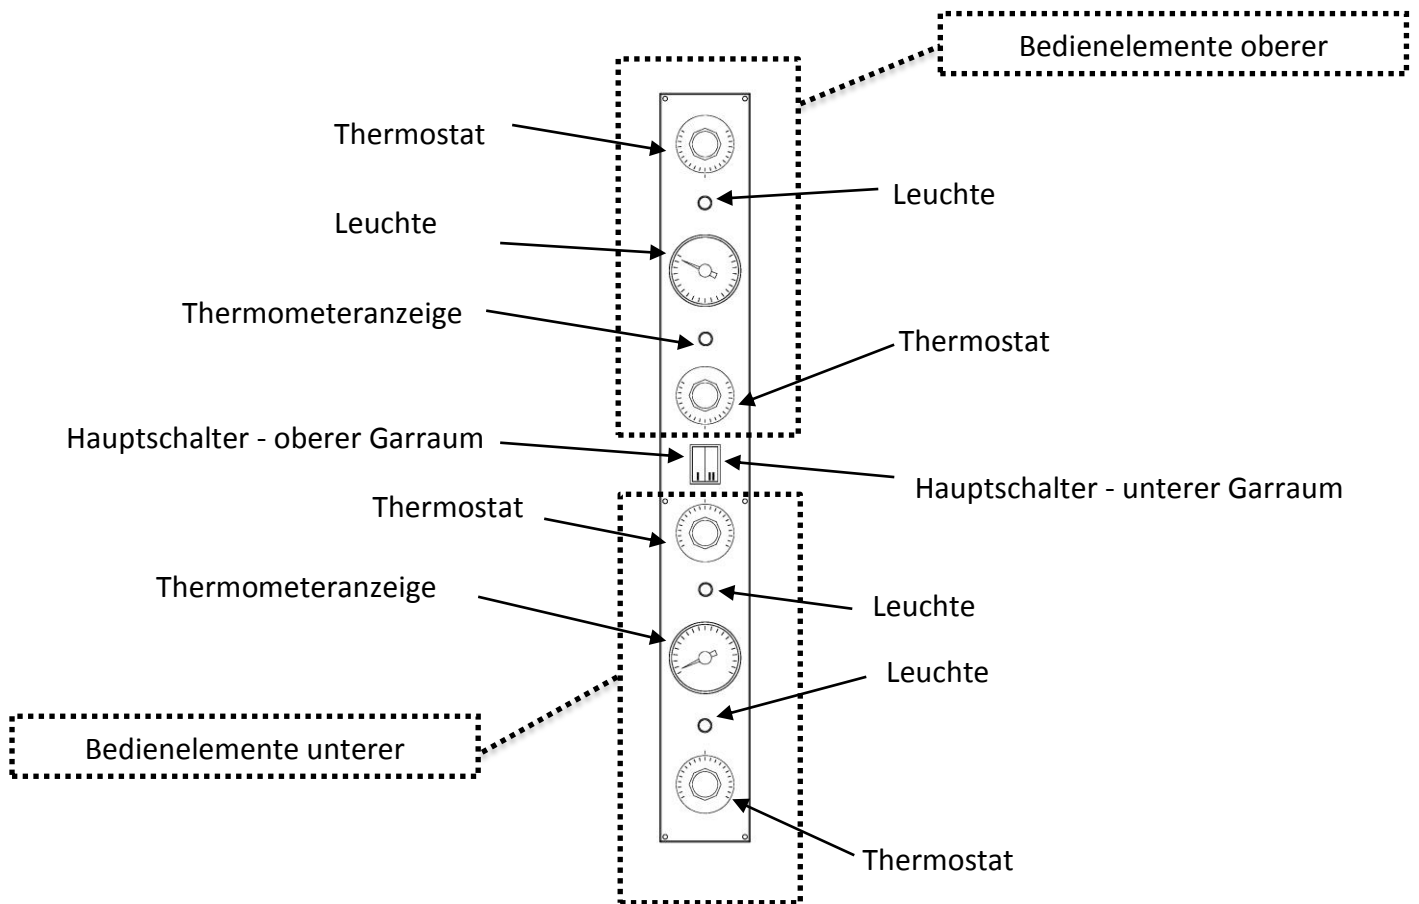 Bedienelemente oberer
Thermostat
Leuchte
Leuchte
Thermometeranzeige
Thermostat
Hauptschalter - oberer Garraum
Hauptschalter - unterer Garraum
Thermostat
Thermometeranzeige
Leuchte
Leuchte
Bedienelemente unterer
Thermostat